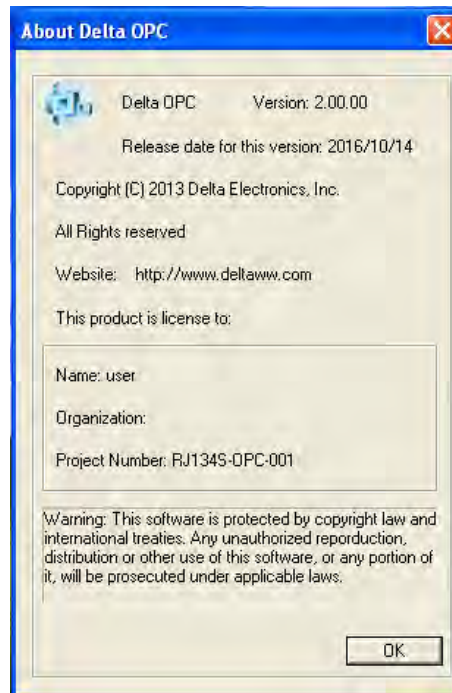 About Delta OPC
Delta OPC Version: 2.00.00
Release date for this version: 2016/10/14
Copyright (C) 2013 Delta Electronics, Inc.
All Rights reserved
Website: http://www.deltaww.com
This product is license to:
Name: user
Organization:
Project Number: RJ134S-OPC-001
Warning: This software is protected by copyright law and
international treaties. Any unauthorized reporduction,
distribution or other use of this software, or any portion of
it, will be prosecuted under applicable laws.
OK